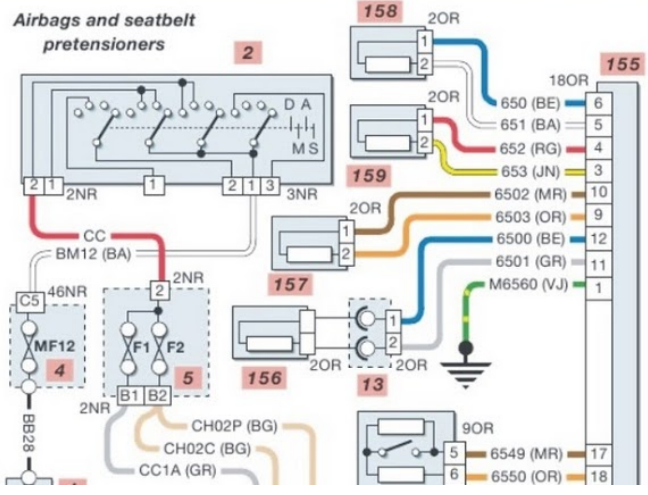 Airbags and seatbelt
pretensioners
2
158
2OR
1
2
18OR
155
650 (BE)
6
651 (BA)
5
2OR
1
2
159
652 (RG)
4
653 (JN)
3
D A
M S
2 1
2NR
1
2 1 3
3NR
2OR
1
2
157
6502 (MR)
10
6503 (OR)
9
6500 (BE)
12
6501 (GR)
11
M6560 (VJ)
1
CC
BM12 (BA)
C5
46NR
2
2NR
MF12
4
F1
F2
5
B1 B2
2NR
156
2OR
1
2
2OR
13
BB28
CH02P (BG)
CH02C (BG)
CC1A (GR)
9OR
5
6549 (MR)
17
6
6550 (OR)
18